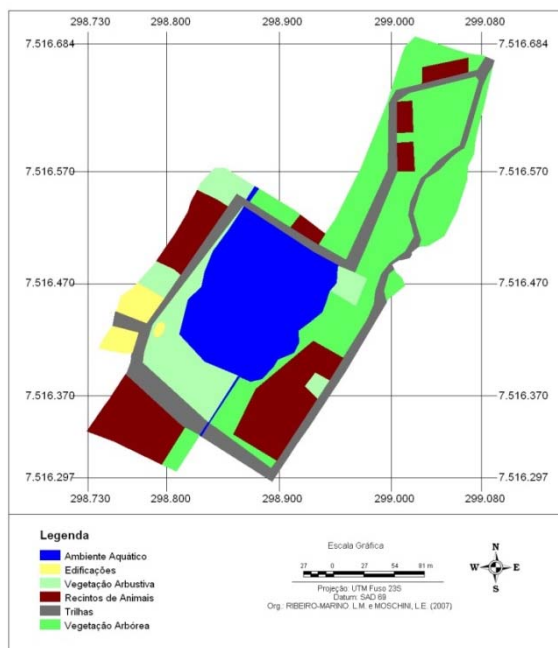 298.730 298.800 298.900 299.000 299.080
7.516.684 7.516.684
7.516.570 7.516.570
7.516.470 7.516.470
7.516.370 7.516.370
7.516.297 7.516.297
298.730 298.800 298.900 299.000 299.080
Legenda
Ambiente Aquático
Edificações
Vegetação Arbustiva
Recintos de Animais
Trilhas
Vegetação Arbórea
Escala Gráfica
27 0 27 54 81 m
Projeção: UTM Fuso 23S
Datum: SAD 69
Org.: RIBEIRO-MARINO. L.M. e MOSCHINI, L.E. (2007)
N
W E
S